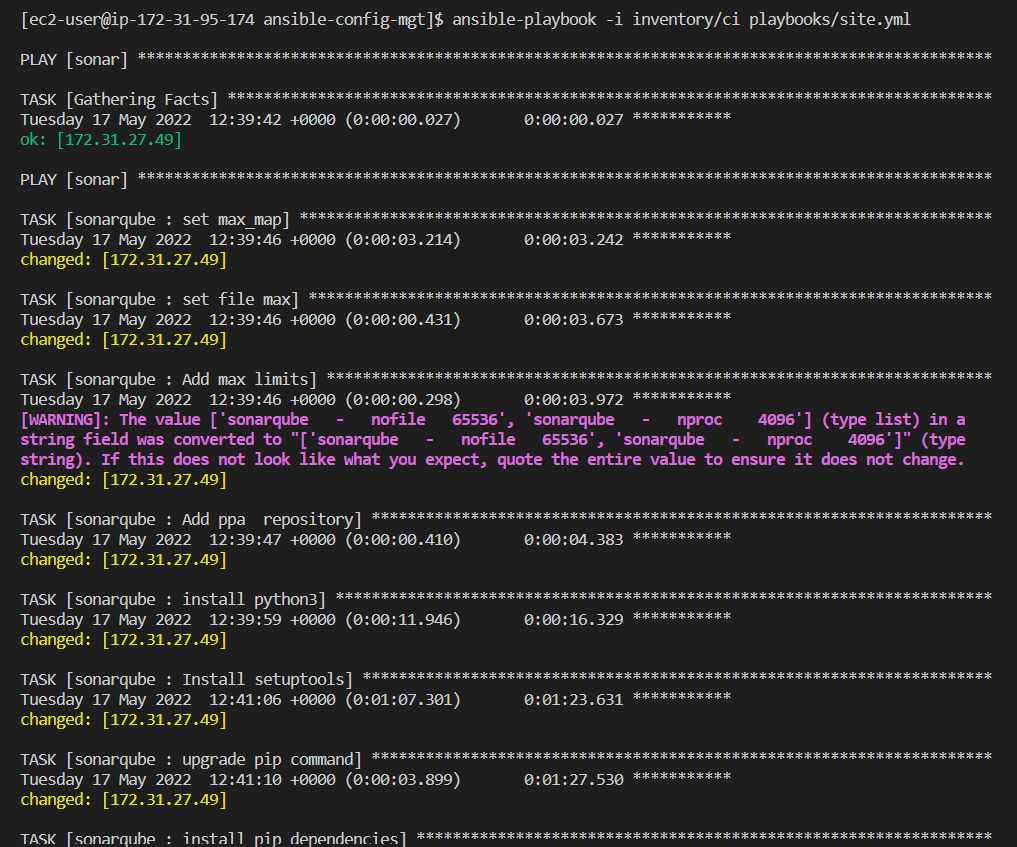 [ec2-user@ip-172-31-95-174 ansible-config-mgt]$ ansible-playbook -i inventory/ci playbooks/site.yml
PLAY [sonar] ***********************************************************************************************
TASK [Gathering Facts] *************************************************************************************
Tuesday 17 May 2022  12:39:42 +0000 (0:00:00.027)       0:00:00.027 ***********
ok: [172.31.27.49]
PLAY [sonar] ***********************************************************************************************
TASK [sonarqube : set max_map] *****************************************************************************
Tuesday 17 May 2022  12:39:46 +0000 (0:00:03.214)       0:00:03.242 ***********
changed: [172.31.27.49]
TASK [sonarqube : set file max] ****************************************************************************
Tuesday 17 May 2022  12:39:46 +0000 (0:00:00.431)       0:00:03.673 ***********
changed: [172.31.27.49]
TASK [sonarqube : Add max limits] **************************************************************************
Tuesday 17 May 2022  12:39:46 +0000 (0:00:00.298)       0:00:03.972 ***********
[WARNING]: The value ['sonarqube   -   nofile   65536', 'sonarqube   -   nproc    4096'] (type list) in a
string field was converted to "['sonarqube   -   nofile   65536', 'sonarqube   -   nproc    4096']" (type
string). If this does not look like what you expect, quote the entire value to ensure it does not change.
changed: [172.31.27.49]
TASK [sonarqube : Add ppa  repository] *********************************************************************
Tuesday 17 May 2022  12:39:47 +0000 (0:00:00.410)       0:00:04.383 ***********
changed: [172.31.27.49]
TASK [sonarqube : install python3] *************************************************************************
Tuesday 17 May 2022  12:39:59 +0000 (0:00:11.946)       0:00:16.329 ***********
changed: [172.31.27.49]
TASK [sonarqube : Install setuptools] **********************************************************************
Tuesday 17 May 2022  12:41:06 +0000 (0:01:07.301)       0:01:23.631 ***********
changed: [172.31.27.49]
TASK [sonarqube : upgrade pip command] *********************************************************************
Tuesday 17 May 2022  12:41:10 +0000 (0:00:03.899)       0:01:27.530 ***********
changed: [172.31.27.49]
TASK [sonarqube : install pip dependencies] ****************************************************************